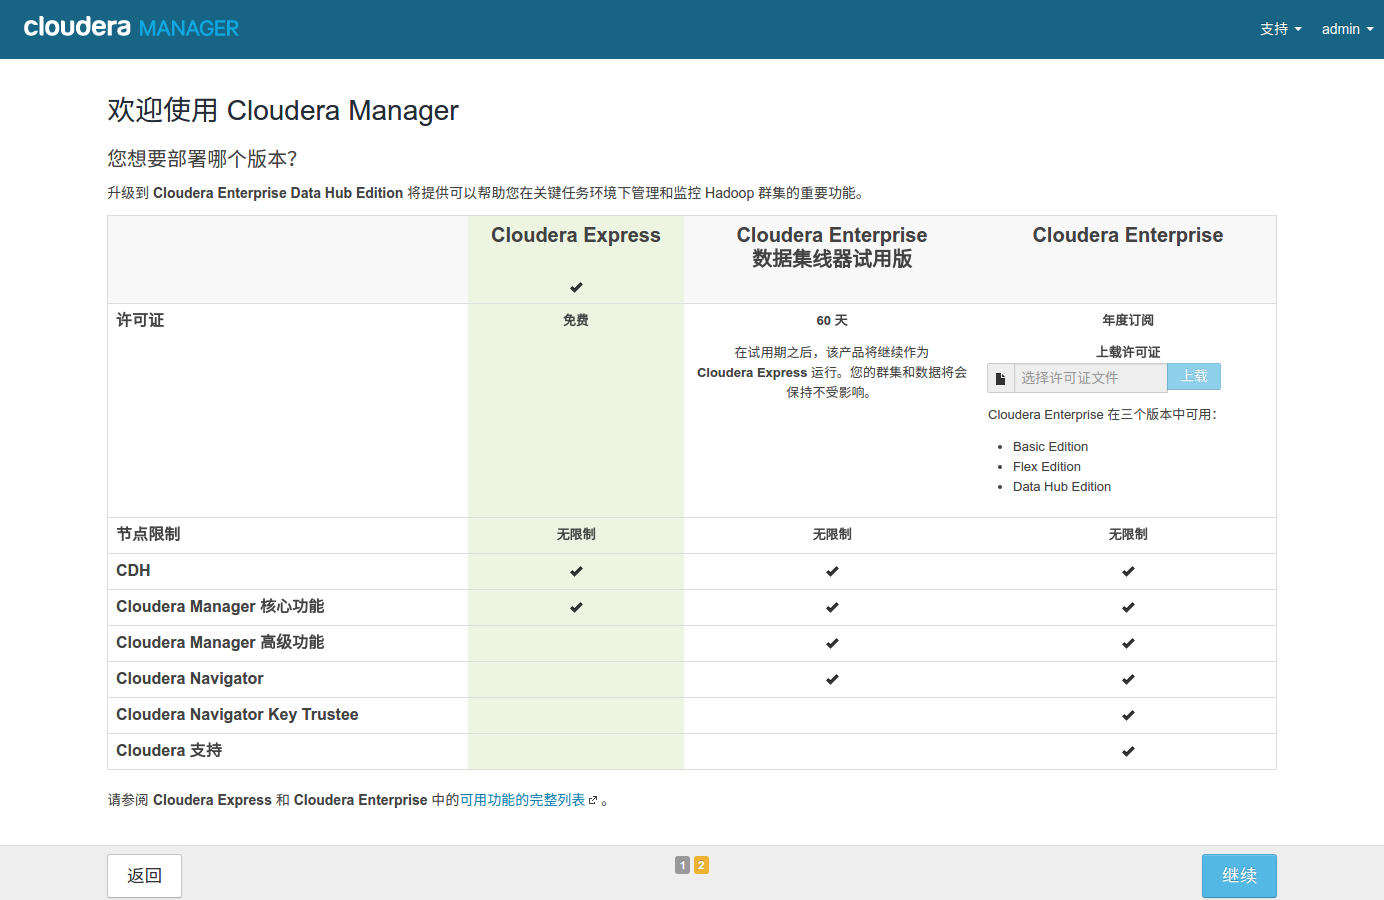 cloudera MANAGER
支持 admin
欢迎使用 Cloudera Manager
您想要部署哪个版本？
升级到 Cloudera Enterprise Data Hub Edition 将提供可以帮助您在关键任务环境下管理和监控 Hadoop 群集的重要功能。
Cloudera Express
Cloudera Enterprise
数据集线器试用版
Cloudera Enterprise
许可证
免费
60 天
在试用期之后，该产品将继续作为
Cloudera Express 运行。您的群集和数据将会
保持不受影响。
年度订阅
上载许可证
选择许可证文件 上载
Cloudera Enterprise 在三个版本中可用：
• Basic Edition
• Flex Edition
• Data Hub Edition
节点限制 无限制 无限制 无限制
CDH ✔ ✔ ✔
Cloudera Manager 核心功能 ✔ ✔ ✔
Cloudera Manager 高级功能 ✔ ✔
Cloudera Navigator ✔ ✔
Cloudera Navigator Key Trustee ✔
Cloudera 支持 ✔
请参阅 Cloudera Express 和 Cloudera Enterprise 中的可用功能的完整列表。
返回 1 2 继续